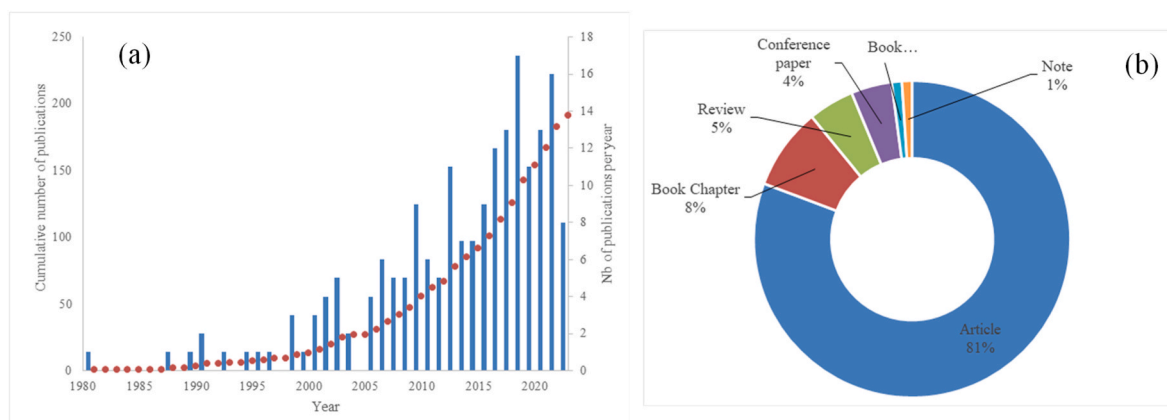 (a)
250
200
150
100
50
0
18
16
14
12
10
8
6
4
2
0
1980
1985
1990
1995
2000
2005
2010
2015
2020
Cumulative number of publications
Nb of publications per year
Year
(b)
Conference
paper
4%
Book…
Note
1%
Review
5%
Book Chapter
8%
Article
81%